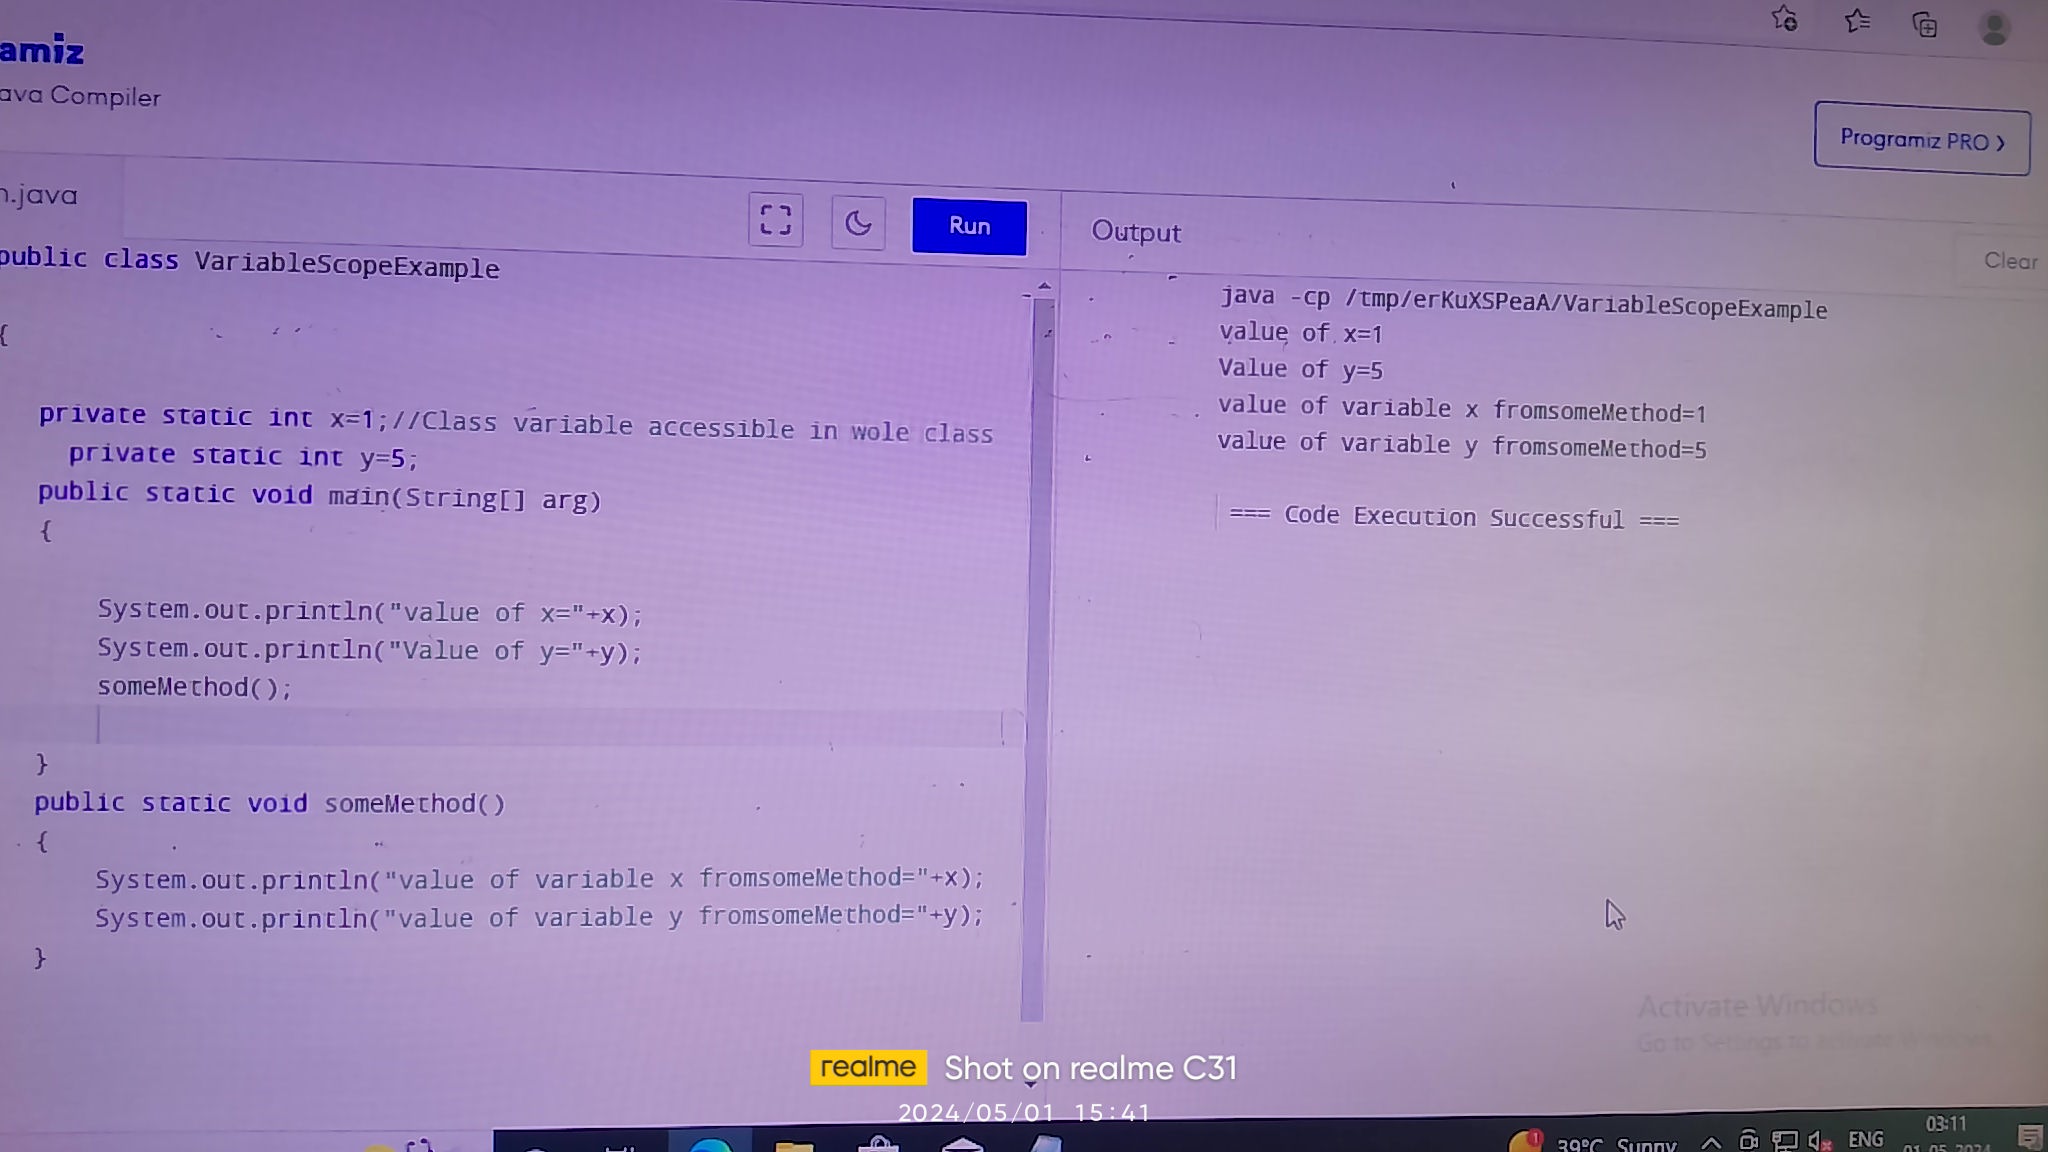 amiz
ava Compiler
Programiz PRO ❯
n.java
Run
Output
Clear
public class VariableScopeExample
{
private static int x=1;//Class variable accessible in wole class
private static int y=5;
public static void main(String[] arg)
{
System.out.println("value of x="+x);
System.out.println("Value of y="+y);
someMethod();
}
public static void someMethod()
{
System.out.println("value of variable x fromsomeMethod="+x);
System.out.println("value of variable y fromsomeMethod="+y);
}
java -cp /tmp/erKuXSPeaA/VariableScopeExample
value of x=1
Value of y=5
value of variable x fromsomeMethod=1
value of variable y fromsomeMethod=5
=== Code Execution Successful ===
Activate Windows
Go to Settings to activate Windows.
realme Shot on realme C31
2024/05/01 15:41
1
39°C Sunny
ENG
03:11
01-05-2024